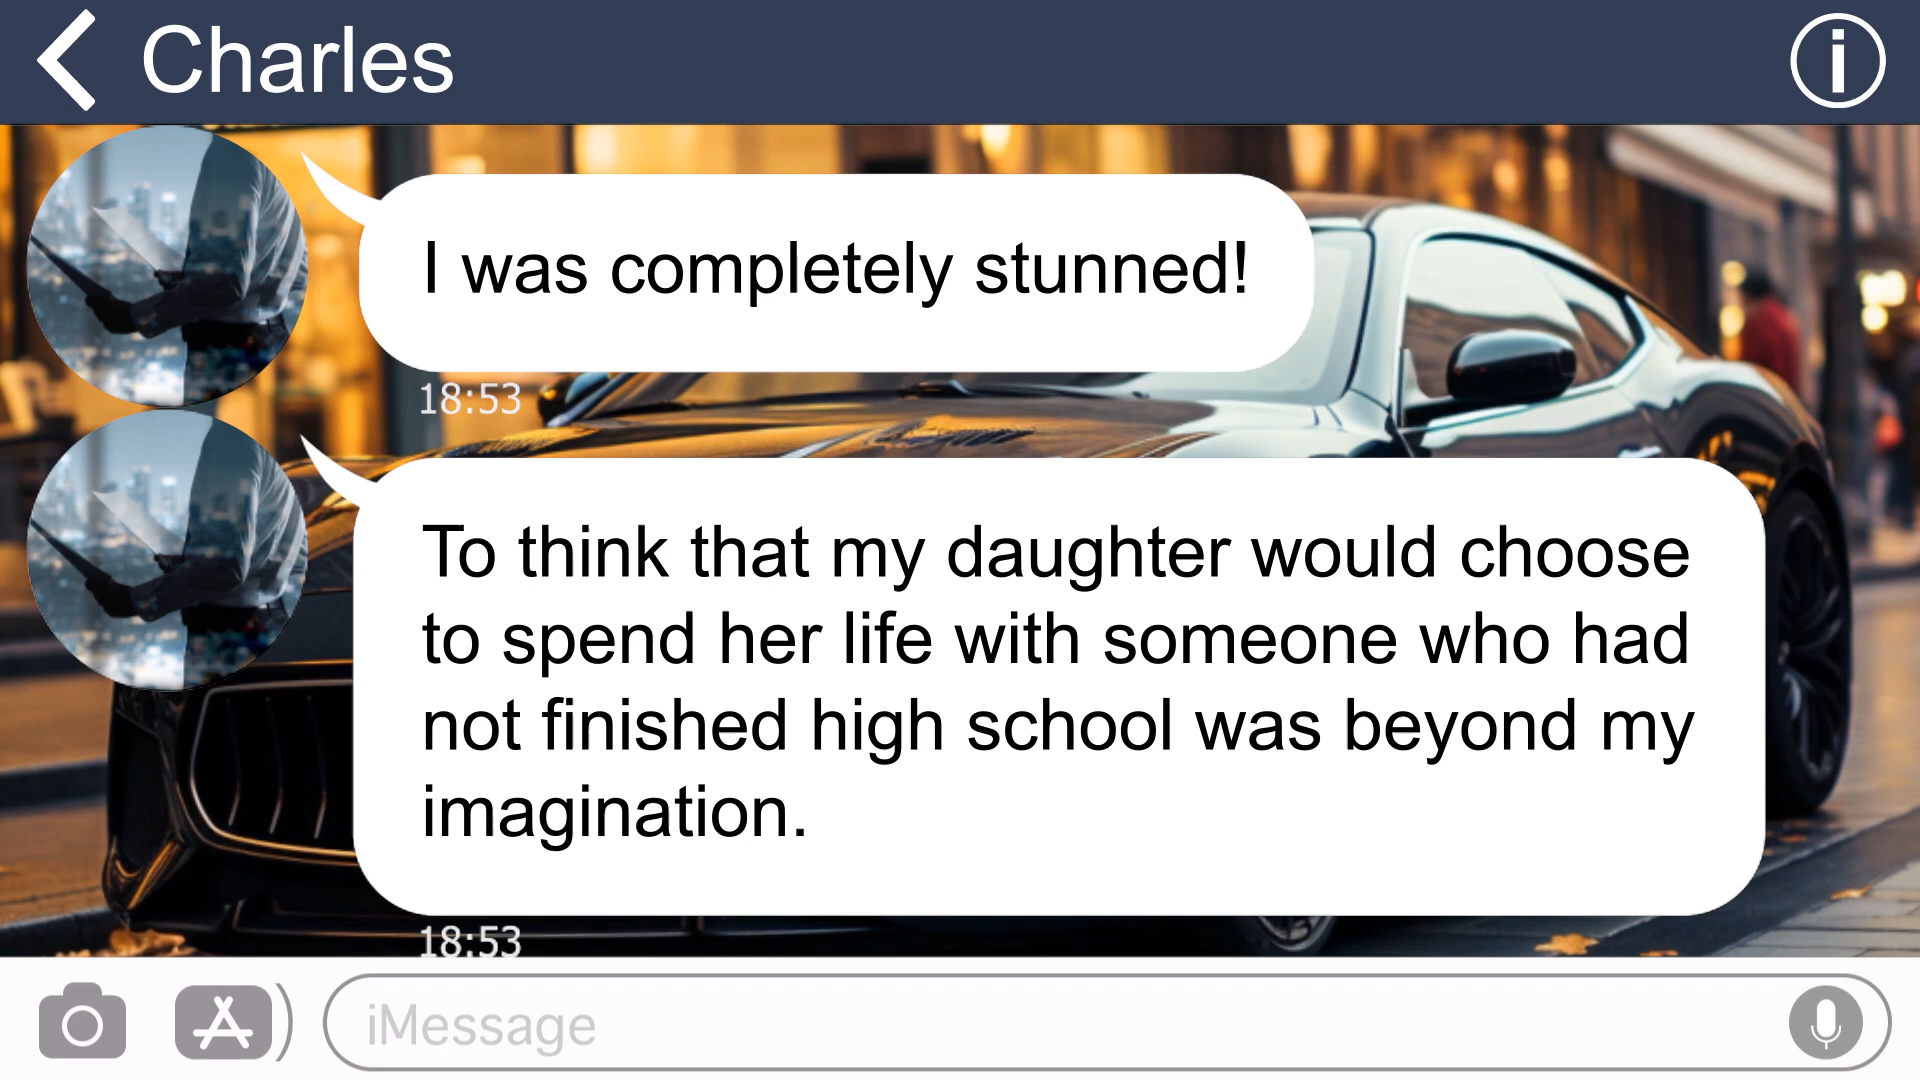 Charles
I was completely stunned!
18:53
To think that my daughter would choose
to spend her life with someone who had
not finished high school was beyond my
imagination.
18:53
iMessage